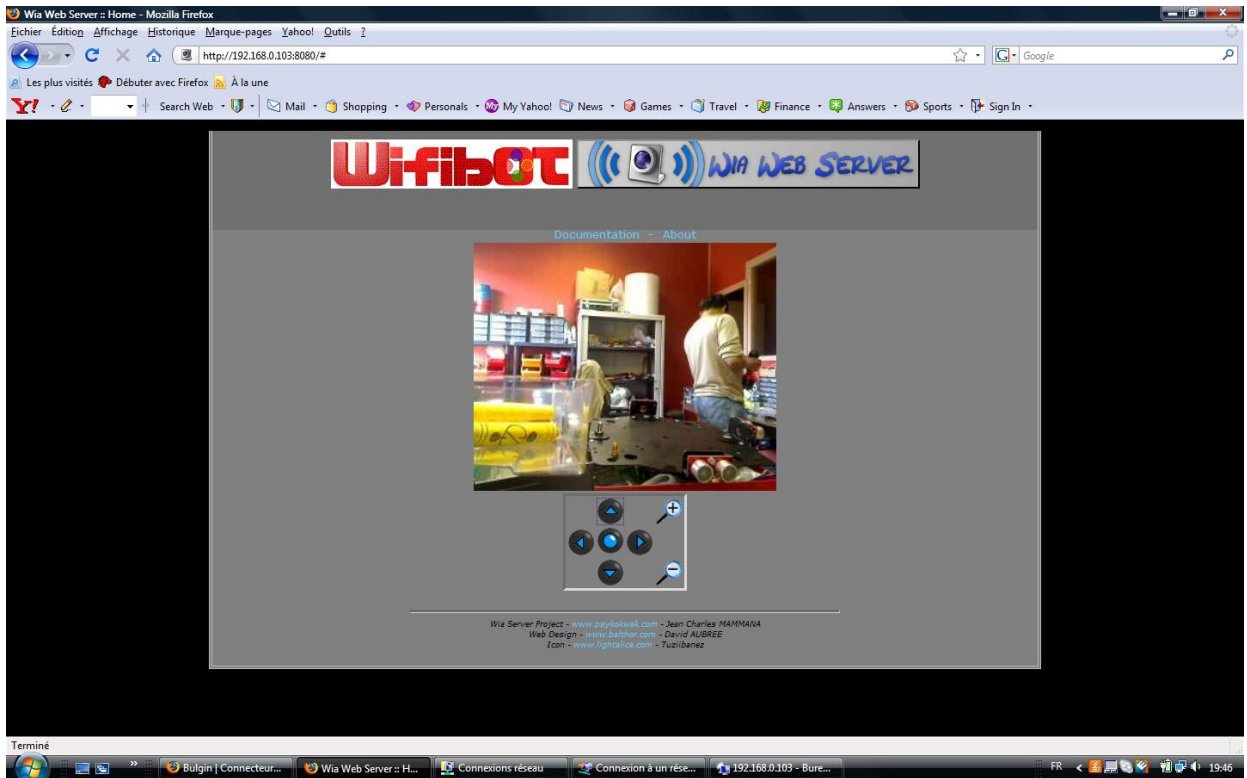 Wia Web Server :: Home - Mozilla Firefox
Fichier Édition Affichage Historique Marque-pages Yahoo! Outils ?
http://192.168.0.103:8080/#
Google
Les plus visités Débuter avec Firefox À la une
Y! Search Web Mail Shopping Personals My Yahoo! News Games Travel Finance Answers Sports Sign In
Wifibot WIA WEB SERVER
Documentation - About
Wia Server Project - www.psykokwak.com - Jean Charles MAMMANA
Web Design - www.balthor.com - David AUBREE
Icon - www.lightalice.com - Tuziibanez
Terminé
Bulgin | Connecteur... Wia Web Server :: H... Connexions réseau Connexion à un rése... 192.168.0.103 - Bure... FR 19:46